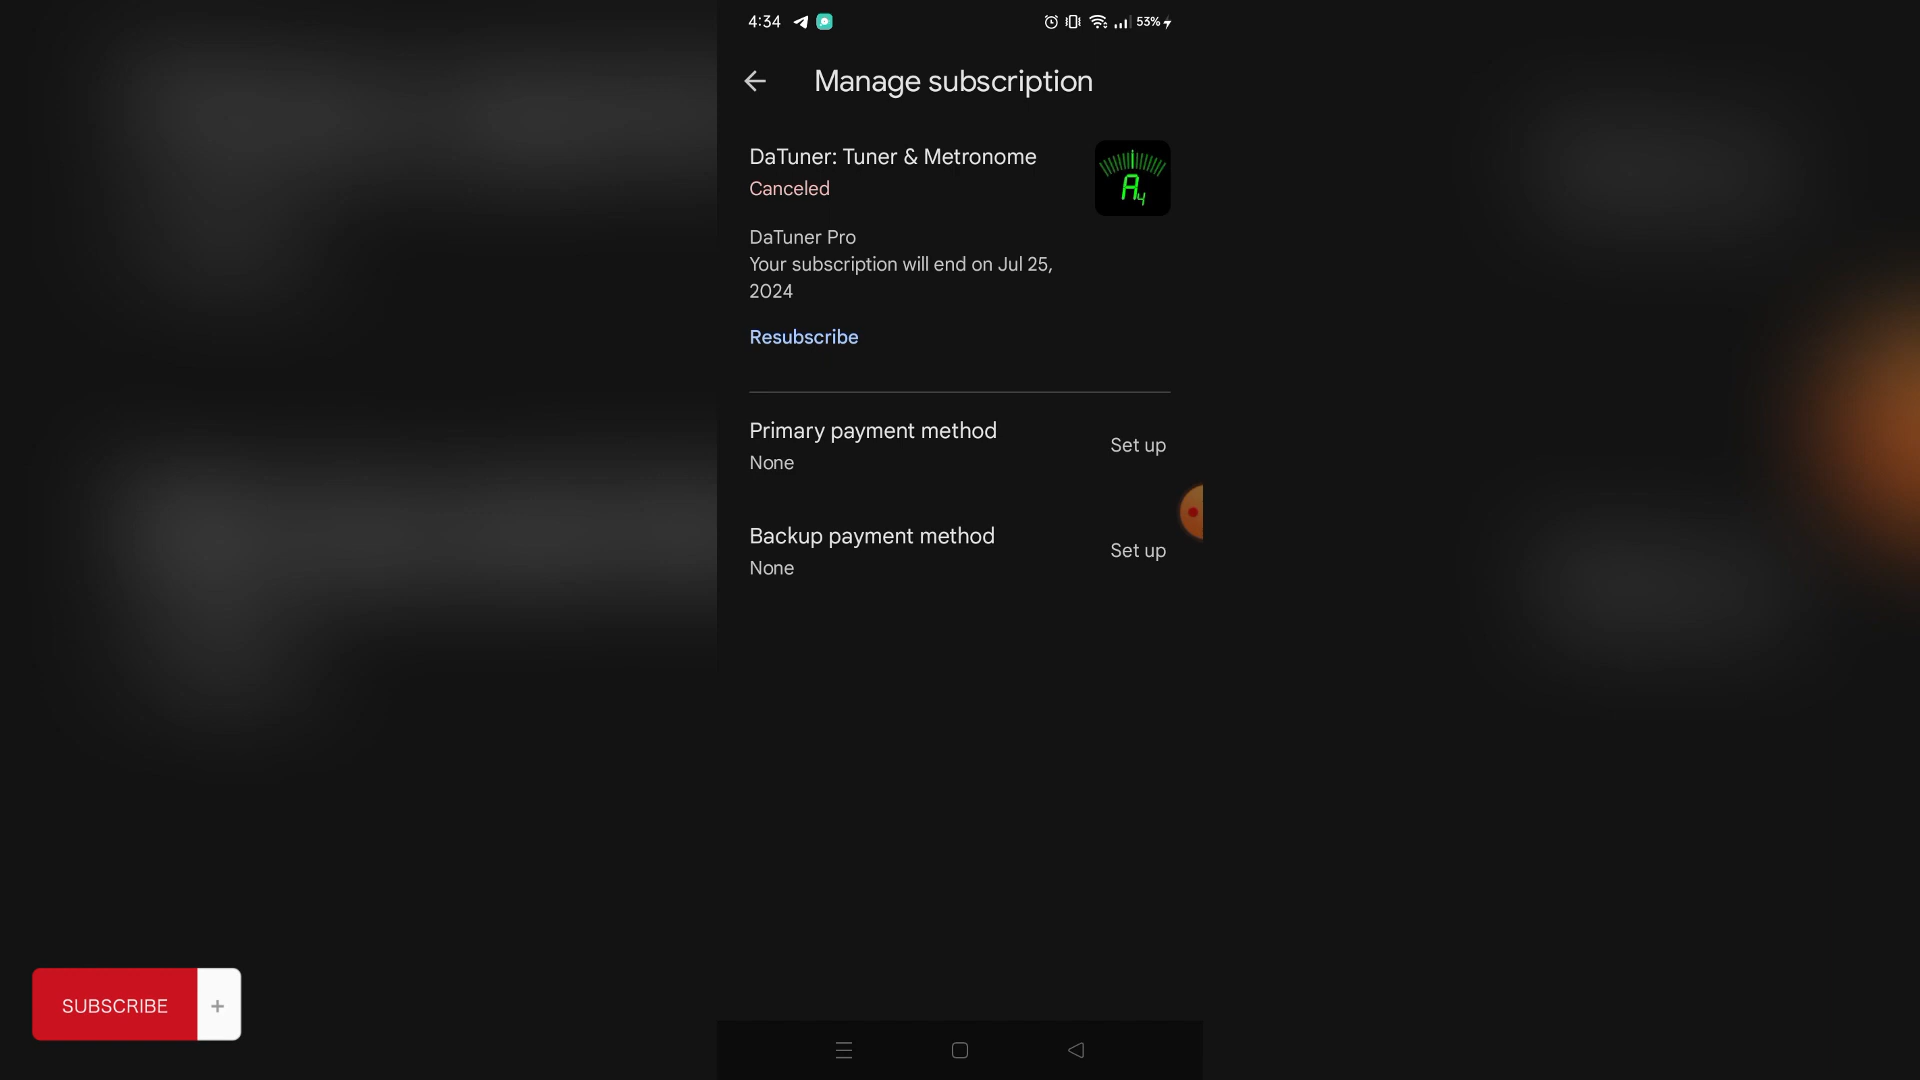 4:34
53%
Manage subscription
DaTuner: Tuner & Metronome
Canceled
A4
DaTuner Pro
Your subscription will end on Jul 25,
2024
Resubscribe
Primary payment method
None
Set up
Backup payment method
None
Set up
SUBSCRIBE +